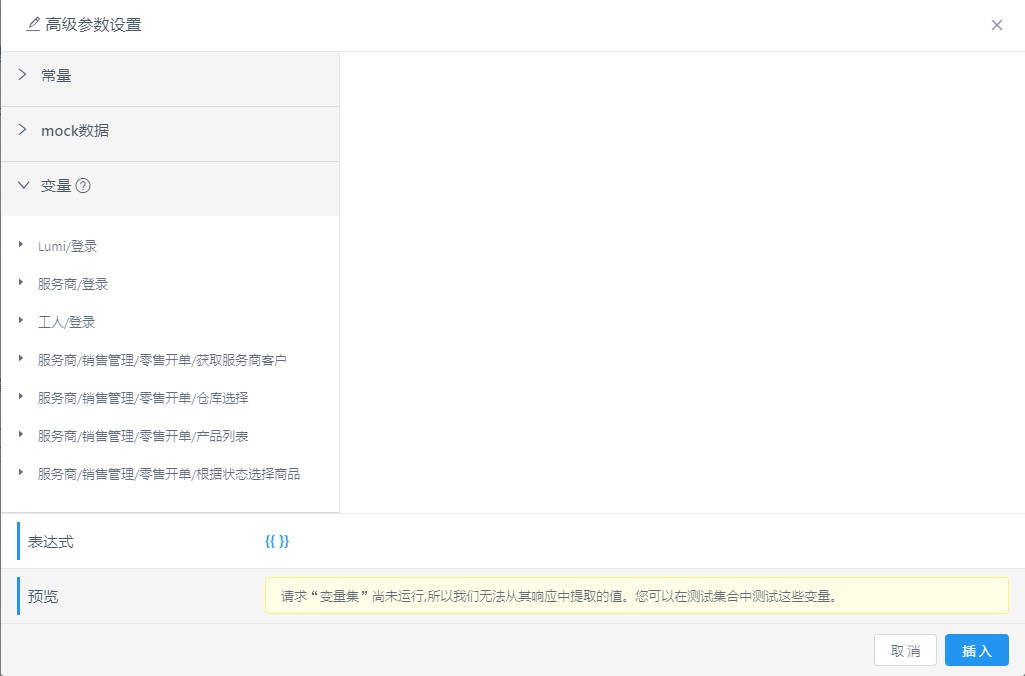 高级参数设置
常量
mock数据
变量
Lumi/登录
服务商/登录
工人/登录
服务商/销售管理/零售开单/获取服务商客户
服务商/销售管理/零售开单/仓库选择
服务商/销售管理/零售开单/产品列表
服务商/销售管理/零售开单/根据状态选择商品
表达式 {{ }}
预览 请求“变量集”尚未运行,所以我们无法从其响应中提取的值。您可以在测试集合中测试这些变量。
取消 插入